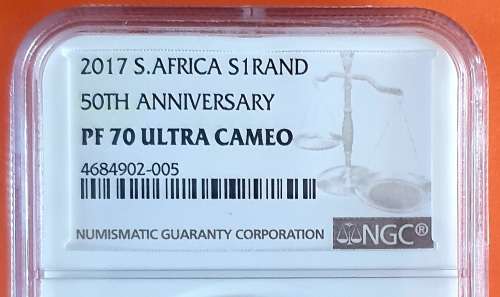 2017 S.AFRICA S1RAND
50TH ANNIVERSARY
PF 70 ULTRA CAMEO
4684902-005
NUMISMATIC GUARANTY CORPORATION NGC®